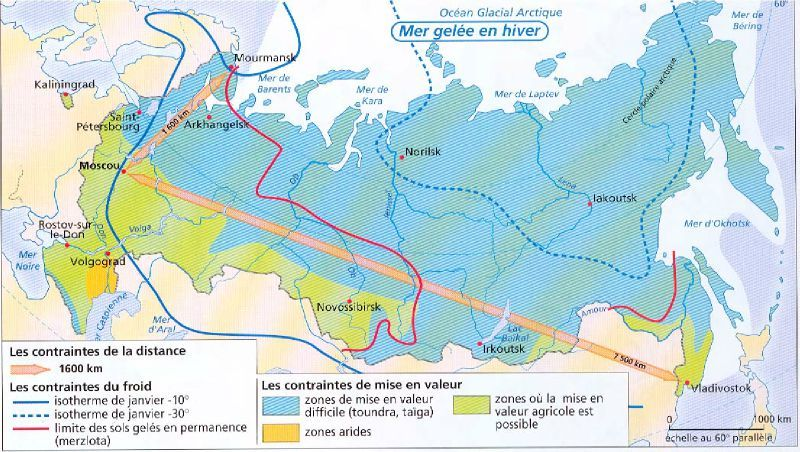 Océan Glacial Arctique
Mer gelée en hiver
Mer de
Béring
60°
Mourmansk
Mer de
Barents
Mer de
Kara
Mer de Laptev
Cercle polaire arctique
Kaliningrad
Saint-
Pétersbourg
1 600 km
Arkhangelsk
Moscou
Norilsk
Ob
Ienisseï
Lena
Iakoutsk
Mer d'Okhotsk
Rostov-sur-
le-Don
Don
Volga
Mer
Noire
Volgograd
Mer Caspienne
Mer
d'Aral
Ob
Novossibirsk
Irkoutsk
Lac
Baïkal
Amour
7 500 km
Vladivostok
Les contraintes de la distance
1600 km
Les contraintes du froid
isotherme de janvier -10°
isotherme de janvier -30°
limite des sols gelés en permanence
(merzlota)
Les contraintes de mise en valeur
zones de mise en valeur
difficile (toundra, taïga)
zones arides
zones où la mise en
valeur agricole est
possible
0 1000 km
échelle au 60° parallèle